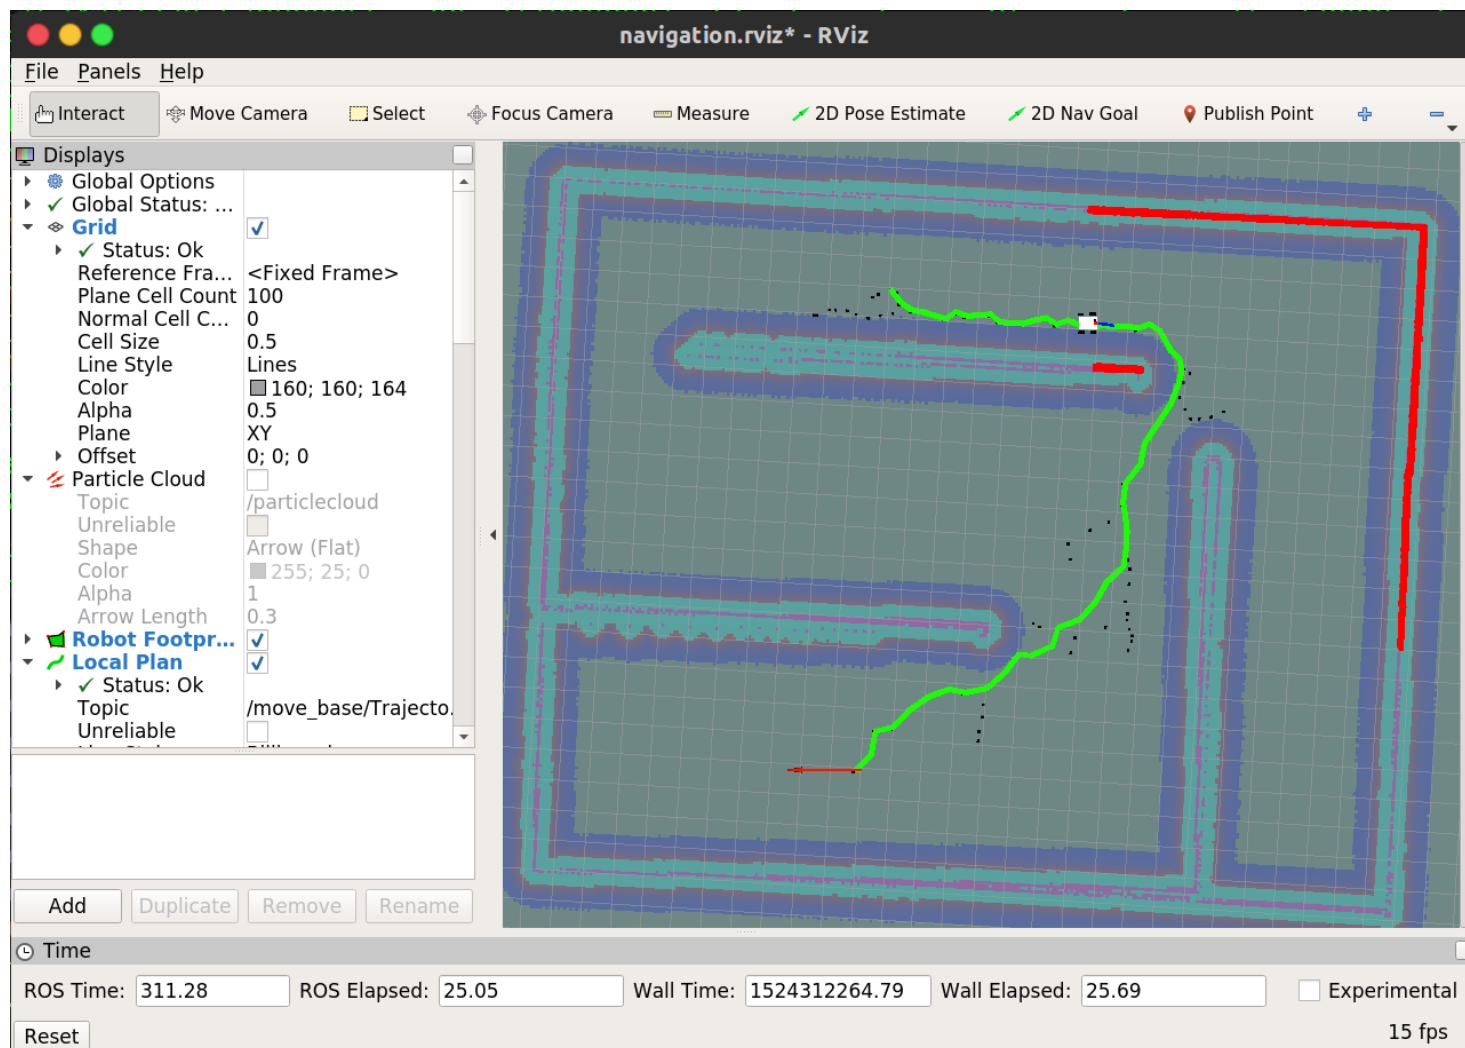 navigation.rviz* - RViz
File Panels Help
Interact Move Camera Select Focus Camera Measure 2D Pose Estimate 2D Nav Goal Publish Point
Displays
Global Options
Global Status: ...
Grid
Status: Ok
Reference Fra... <Fixed Frame>
Plane Cell Count 100
Normal Cell C... 0
Cell Size 0.5
Line Style Lines
Color 160; 160; 164
Alpha 0.5
Plane XY
Offset 0; 0; 0
Particle Cloud
Topic /particlecloud
Unreliable
Shape Arrow (Flat)
Color 255; 25; 0
Alpha 1
Arrow Length 0.3
Robot Footpr...
Local Plan
Status: Ok
Topic /move_base/Trajecto.
Unreliable
Add Duplicate Remove Rename
Time
ROS Time: 311.28 ROS Elapsed: 25.05 Wall Time: 1524312264.79 Wall Elapsed: 25.69 Experimental
Reset 15 fps